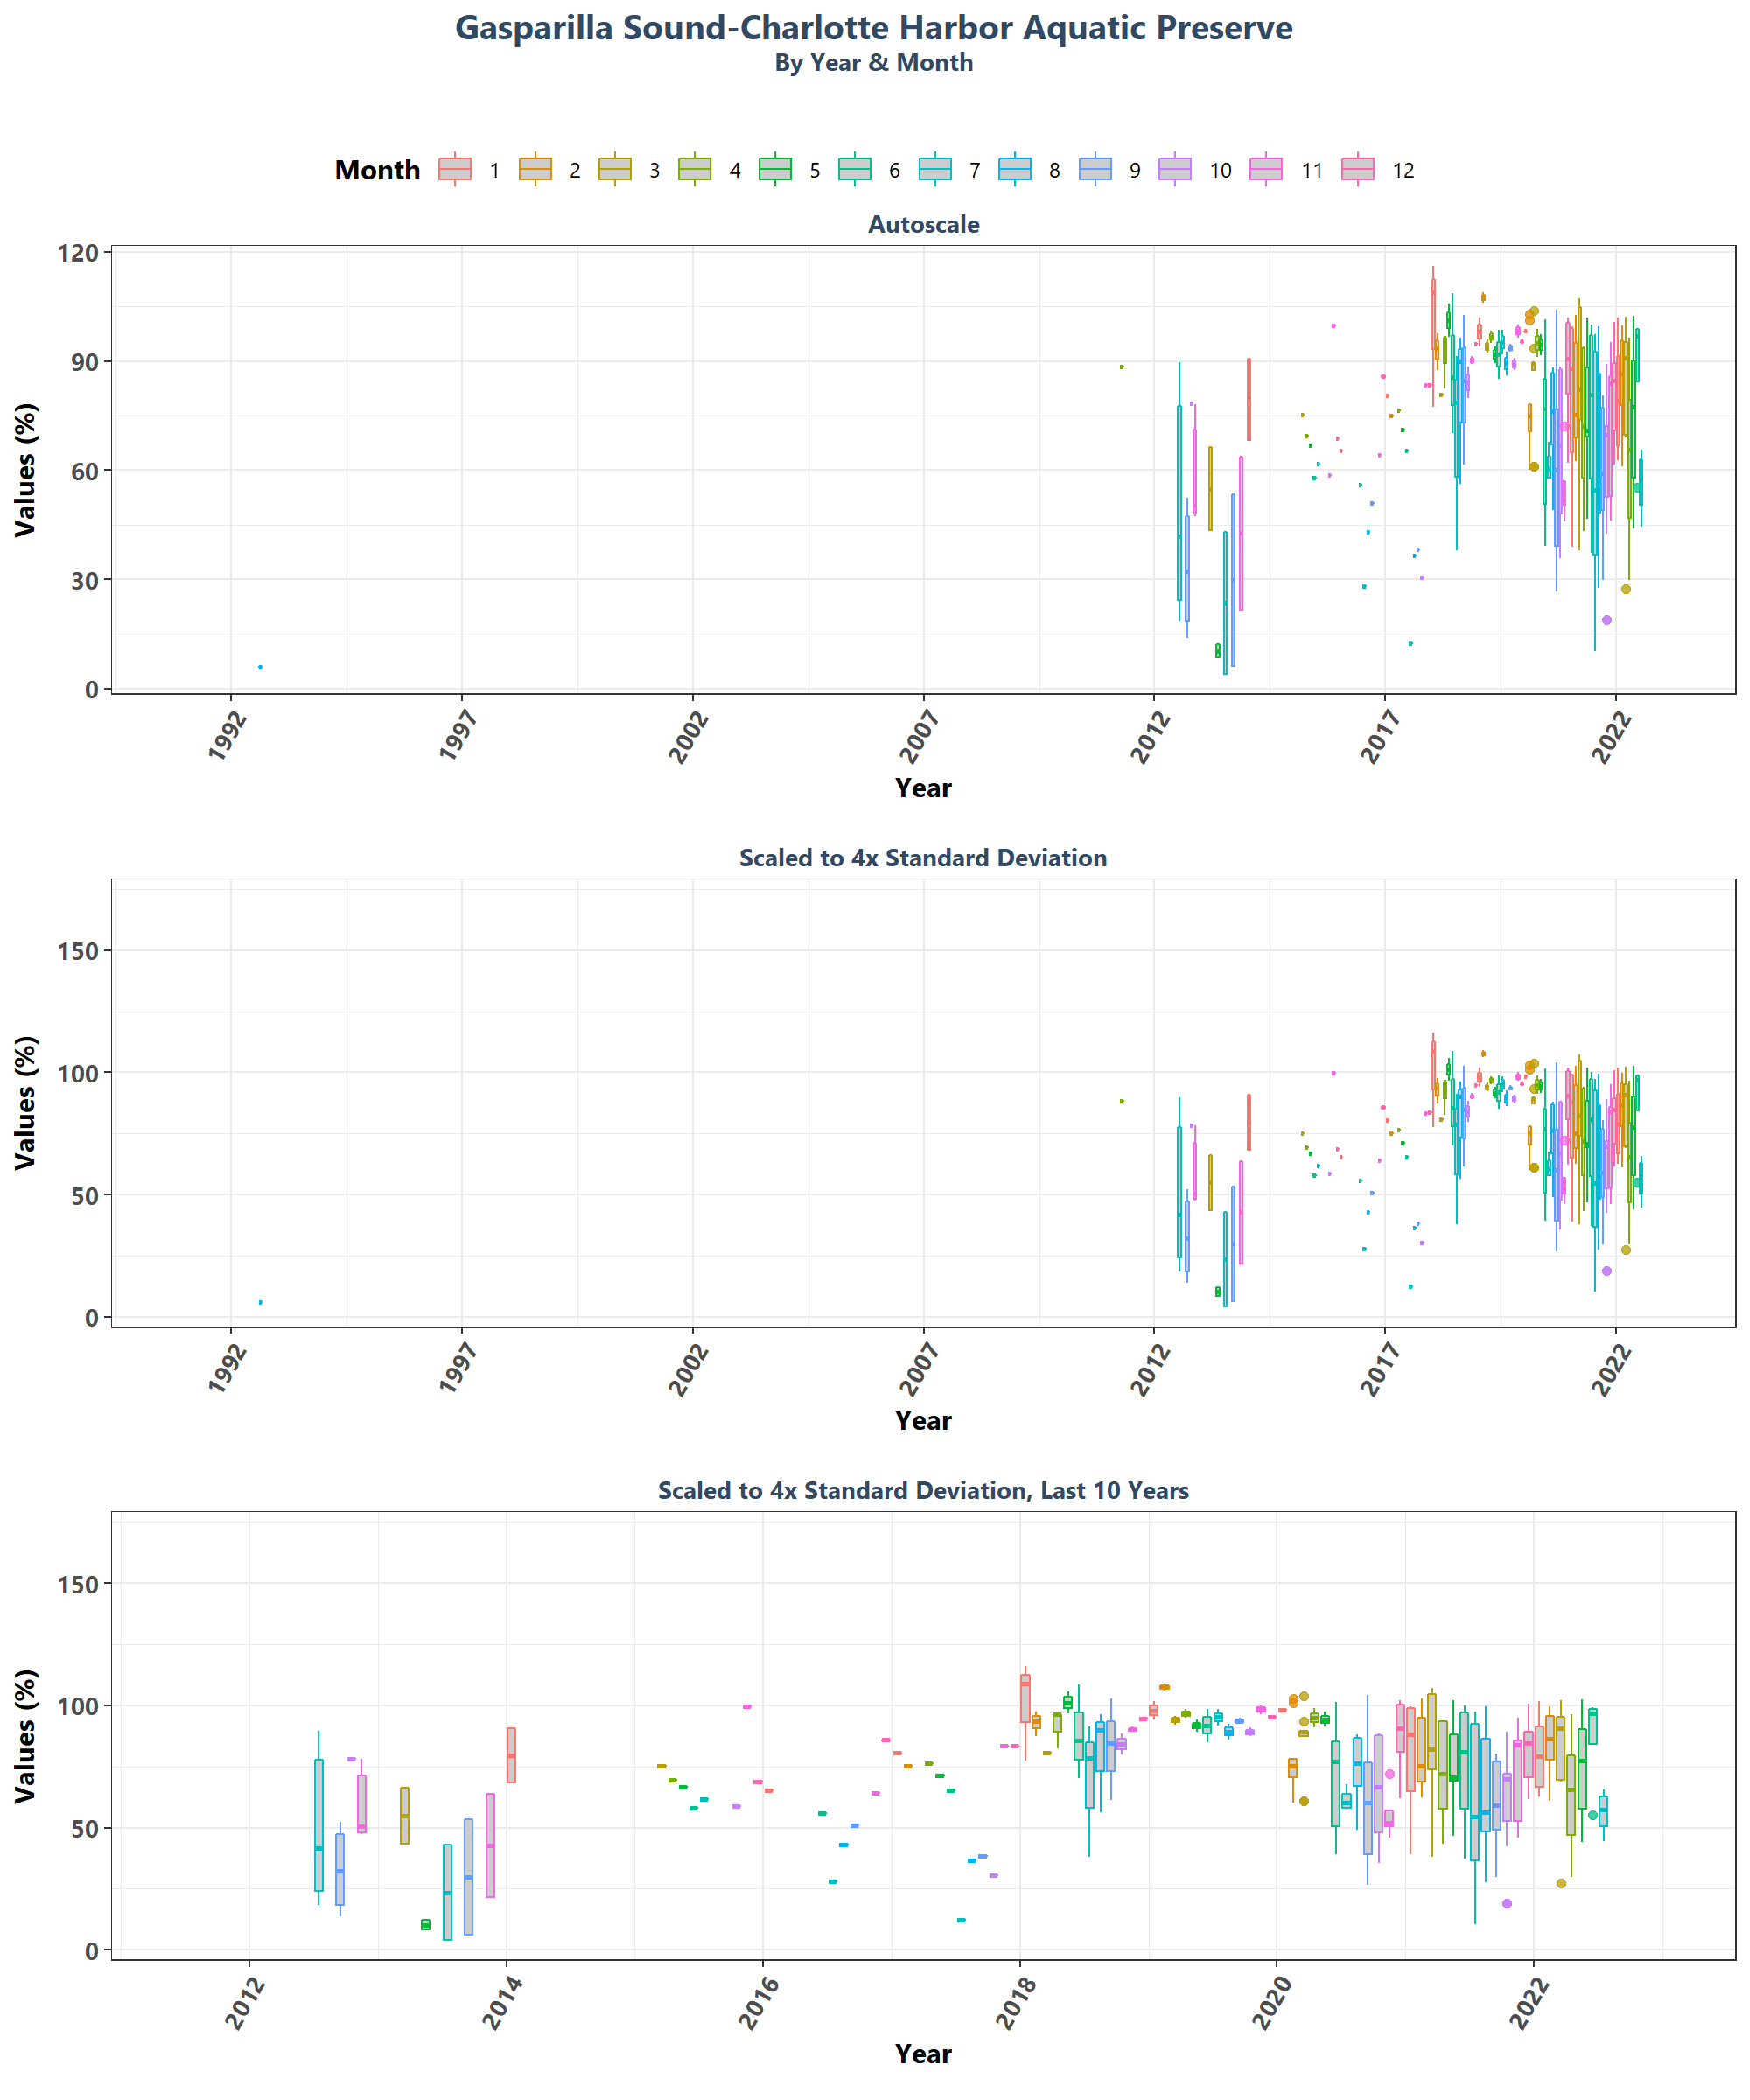 Gasparilla Sound-Charlotte Harbor Aquatic Preserve
By Year & Month
Month 1 2 3 4 5 6 7 8 9 10 11 12
Autoscale
Values (%)
120
90
60
30
0
1992 1997 2002 2007 2012 2017 2022
Year
Scaled to 4x Standard Deviation
Values (%)
150
100
50
0
1992 1997 2002 2007 2012 2017 2022
Year
Scaled to 4x Standard Deviation, Last 10 Years
Values (%)
150
100
50
0
2012 2014 2016 2018 2020 2022
Year